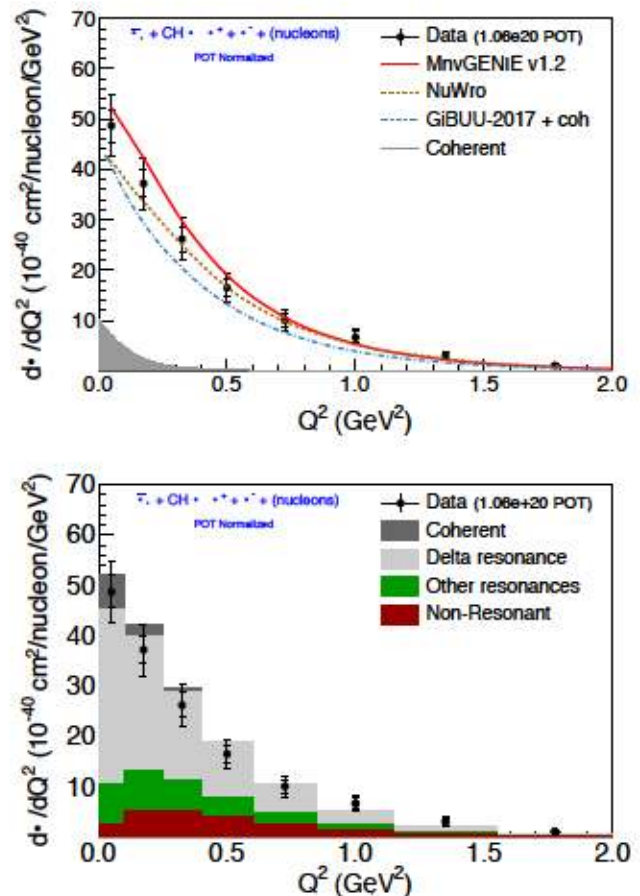 70
60
50
40
30
20
10
0.0 0.5 1.0 1.5 2.0
Q² (GeV²)
d•/dQ² (10⁻⁴⁰ cm²/nucleon/GeV²)
+ CH • •⁺ + •⁻ + (nucleons)
POT Normalized
Data (1.06e20 POT)
MnvGENIE v1.2
NuWro
GiBUU-2017 + coh
Coherent
70
60
50
40
30
20
10
0.0 0.5 1.0 1.5 2.0
Q² (GeV²)
d•/dQ² (10⁻⁴⁰ cm²/nucleon/GeV²)
+ CH • •⁺ + •⁻ + (nucleons)
POT Normalized
Data (1.06e+20 POT)
Coherent
Delta resonance
Other resonances
Non-Resonant